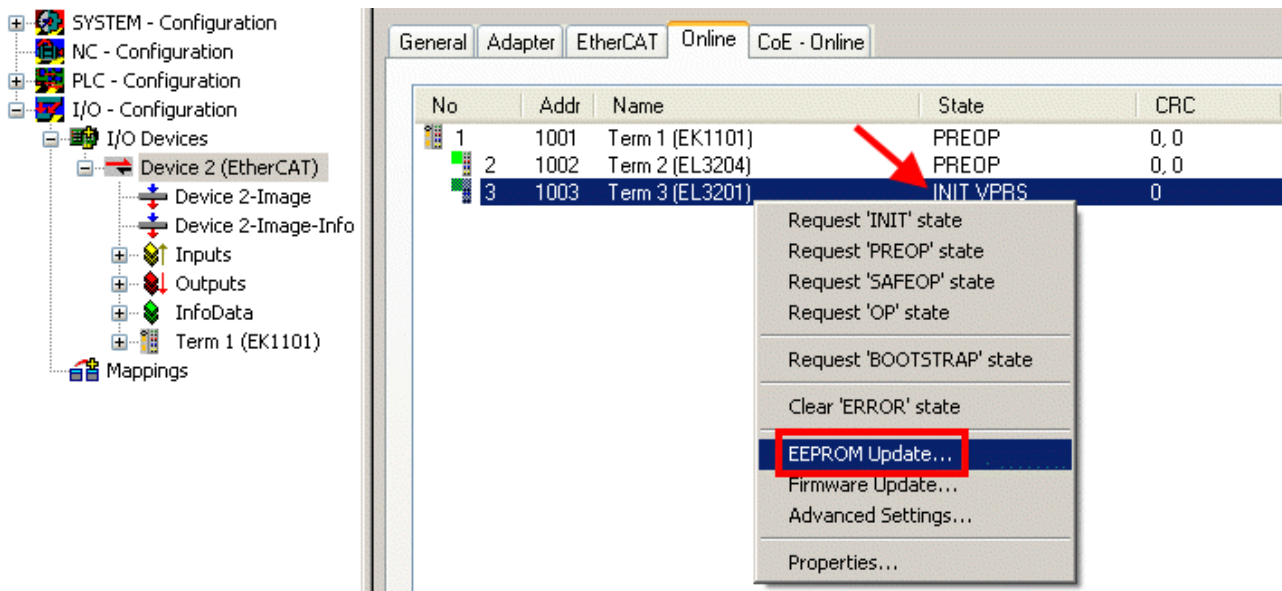 SYSTEM - Configuration
NC - Configuration
PLC - Configuration
I/O - Configuration
I/O Devices
Device 2 (EtherCAT)
Device 2-Image
Device 2-Image-Info
Inputs
Outputs
InfoData
Term 1 (EK1101)
Mappings
General Adapter EtherCAT Online CoE - Online
No Addr Name State CRC
1 1001 Term 1 (EK1101) PREOP 0, 0
2 1002 Term 2 (EL3204) PREOP 0, 0
3 1003 Term 3 (EL3201) INIT VPRS 0
Request 'INIT' state
Request 'PREOP' state
Request 'SAFEOP' state
Request 'OP' state
Request 'BOOTSTRAP' state
Clear 'ERROR' state
EEPROM Update...
Firmware Update...
Advanced Settings...
Properties...